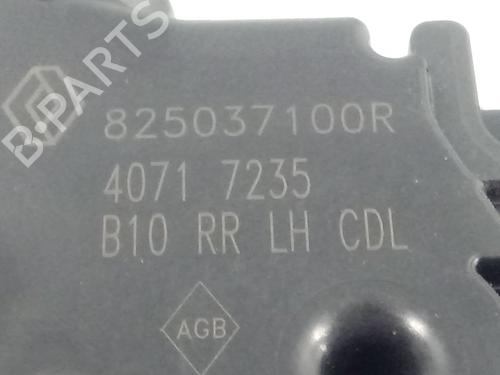 B-PARTS
825037100R
4071 7235
B10 RR LH CDL
AGB